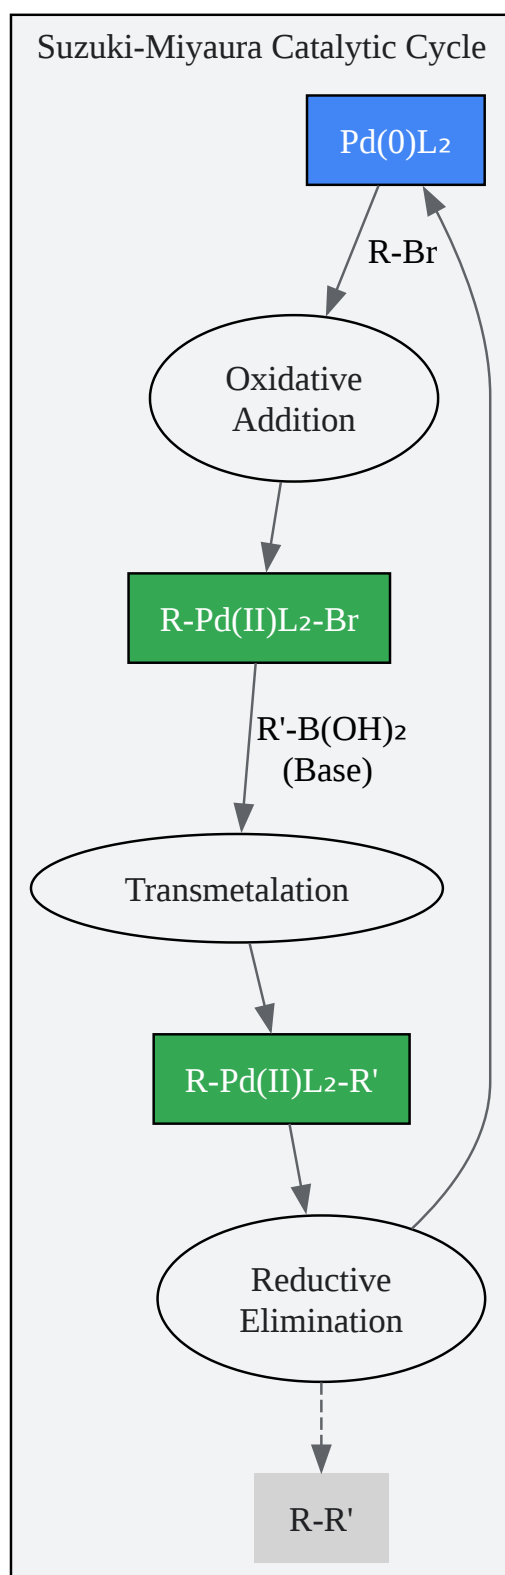 Suzuki-Miyaura Catalytic Cycle
Pd(0)L₂
R-Br
Oxidative
Addition
R-Pd(II)L₂-Br
R'-B(OH)₂
(Base)
Transmetalation
R-Pd(II)L₂-R'
Reductive
Elimination
R-R'